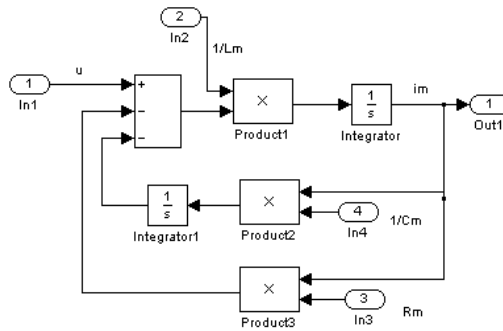 2
In2
1/Lm
u
1
In1
+
−
−
×
Product1
1
s
Integrator
im
1
Out1
1
s
Integrator1
×
Product2
4
In4
1/Cm
×
Product3
3
In3
Rm